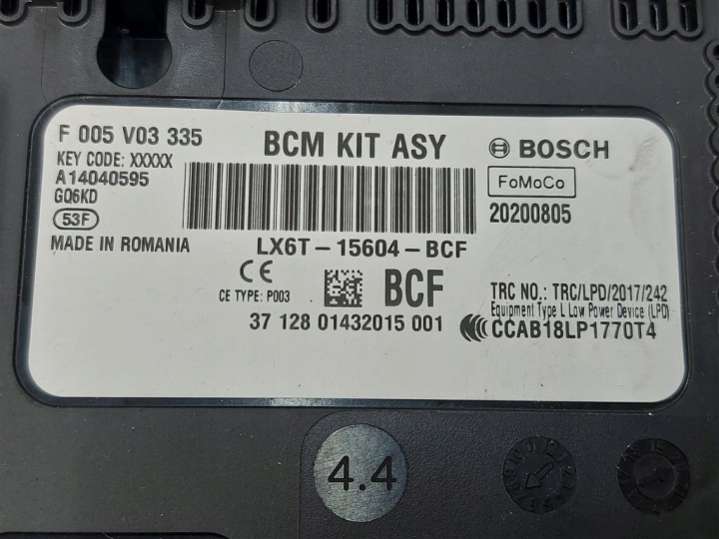 F 005 V03 335
KEY CODE: XXXXX
A14040595
GQ6KD
53F
MADE IN ROMANIA
BCM KIT ASY
LX6T-15604-BCF
CE
CE TYPE: P003
BCF
37 128 01432015 001
BOSCH
FoMoCo
20200805
TRC NO.: TRC/LPD/2017/242
Equipment Type L Low Power Device (LPD)
CCAB18LP1770T4
4.4